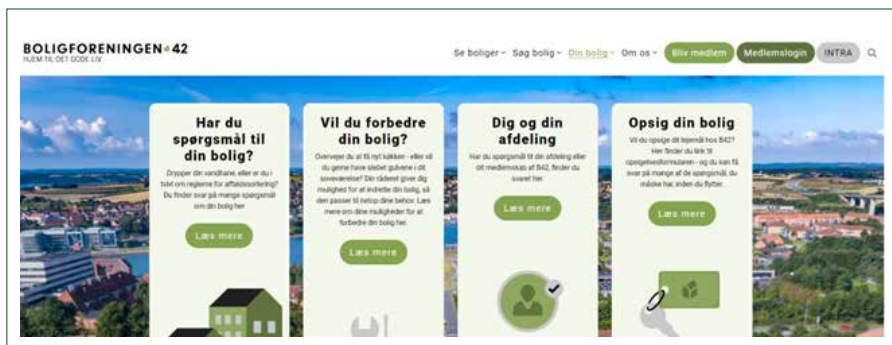 BOLIGFORENINGEN 42
HJEM TIL DET GODE LIV
Se boliger Søg bolig Din bolig Om os Bliv medlem Medlemslogin INTRA
Har du
spørgsmål til
din bolig?
Drypper din vandhane, eller er du i
tvivl om reglerne for affaldssortering?
Du finder svar på mange spørgsmål
om din bolig her
Læs mere
Vil du forbedre
din bolig?
Overvejer du at få nyt køkken - eller vil
du gerne have slebet gulvene i dit
soveværelse? Din råderet giver dig
mulighed for at indrette din bolig, så
den passer til netop dine behov. Læs
mere om dine muligheder for at
forbedre din bolig her.
Læs mere
Dig og din
afdeling
Har du spørgsmål til din afdeling eller
dit medlemskab af B42, finder du
svaret her.
Læs mere
Opsig din bolig
Vil du opsige dit lejemål hos B42?
Her finder du link til
opsigelsesformularen - og du kan få
svar på mange af de spørgsmål, du
måske har, inden du flytter.
Læs mere